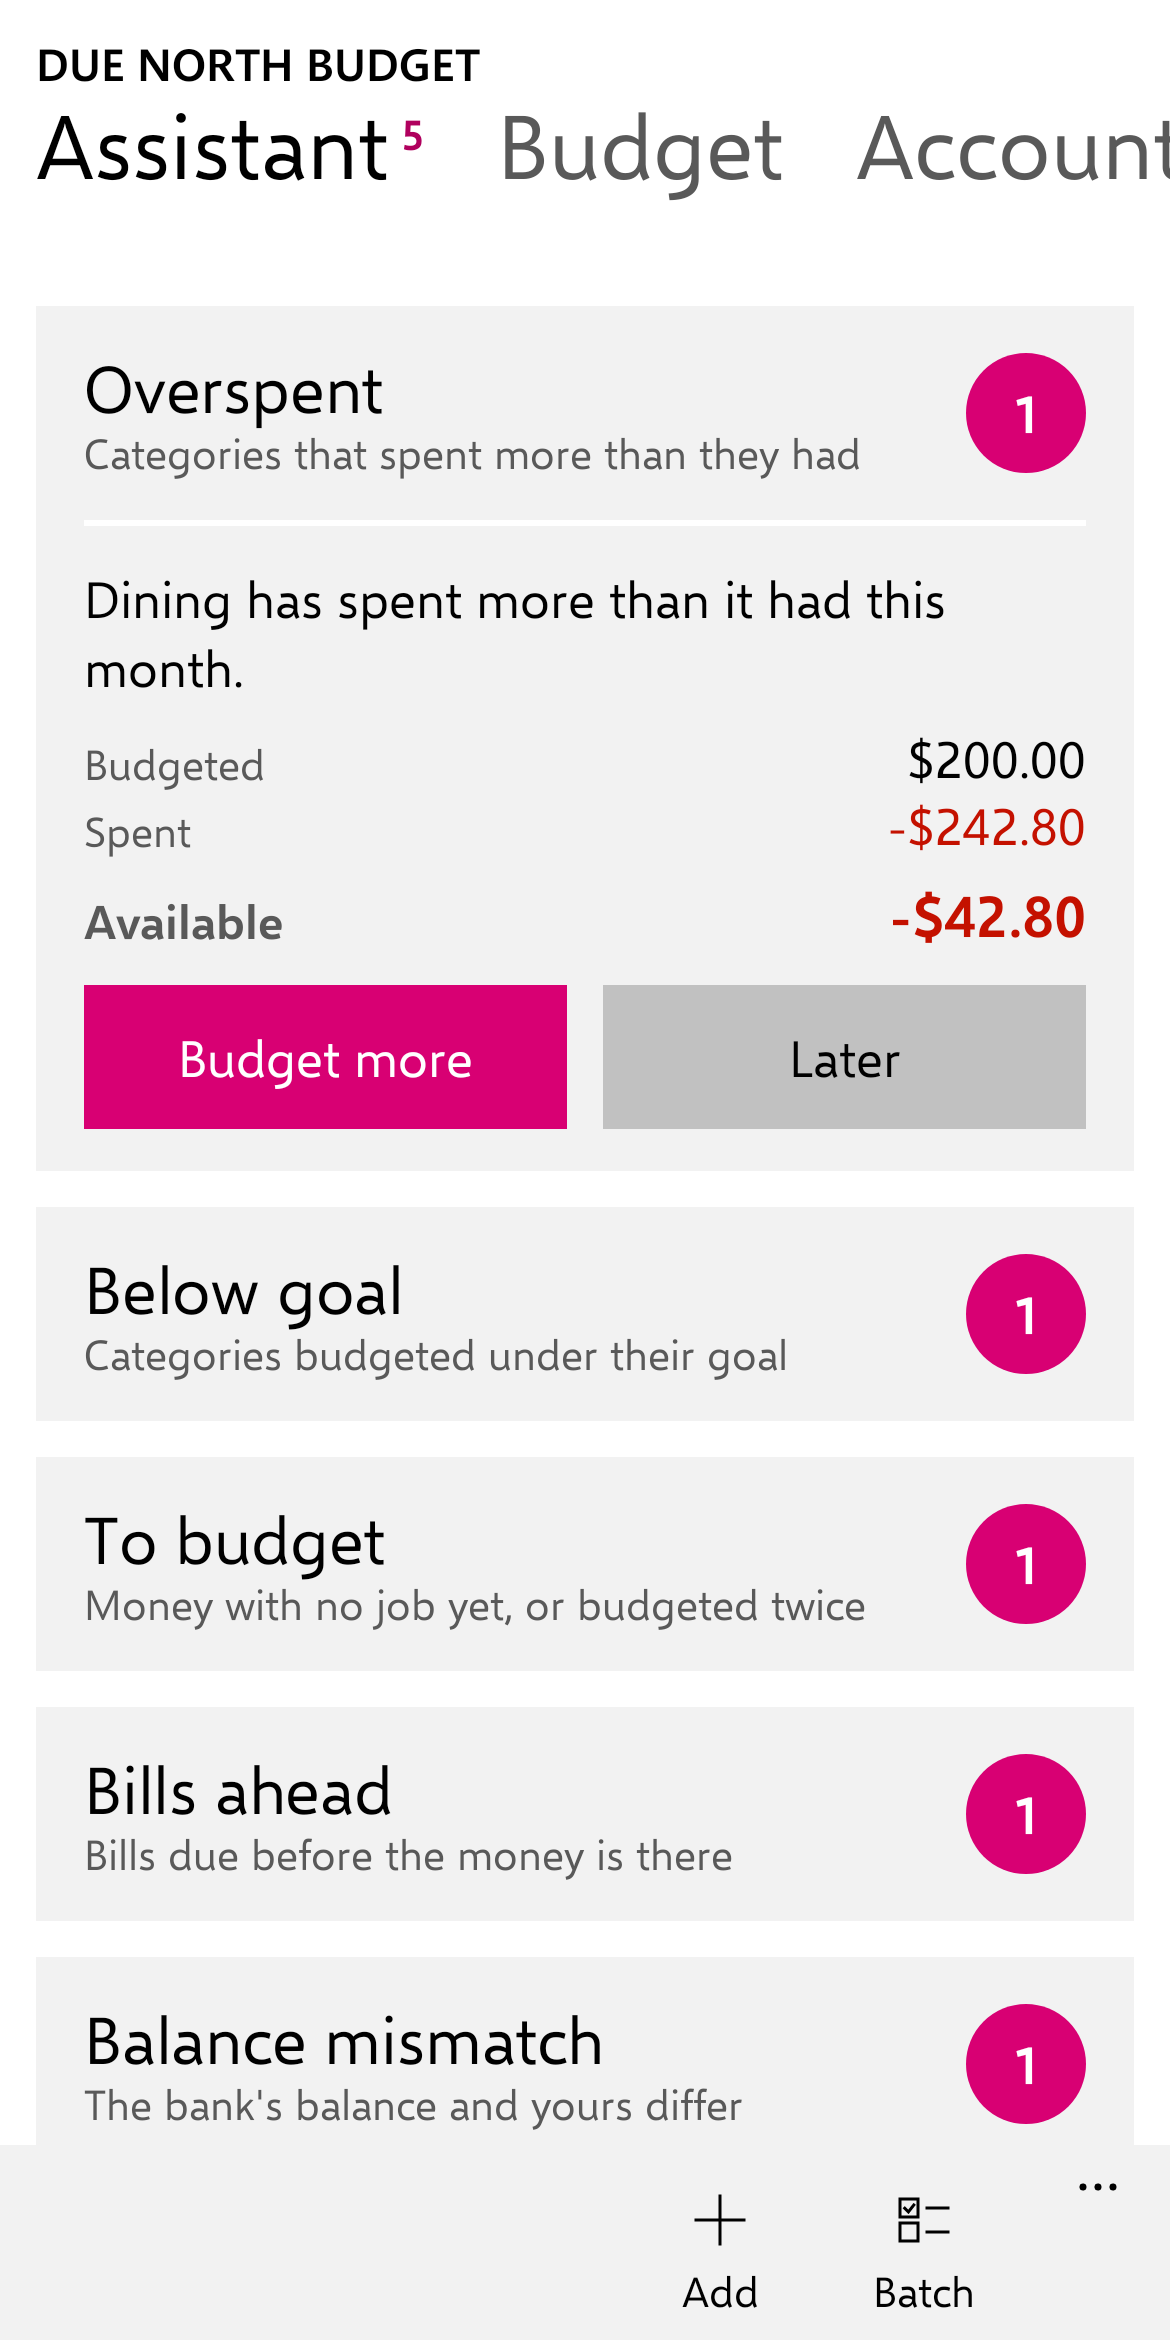 DUE NORTH BUDGET
Assistant 5 Budget Account
Overspent
1
Categories that spent more than they had
Dining has spent more than it had this
month.
Budgeted $200.00
Spent -$242.80
Available -$42.80
Budget more Later
Below goal
1
Categories budgeted under their goal
To budget
1
Money with no job yet, or budgeted twice
Bills ahead
1
Bills due before the money is there
Balance mismatch
1
The bank's balance and yours differ
Add Batch